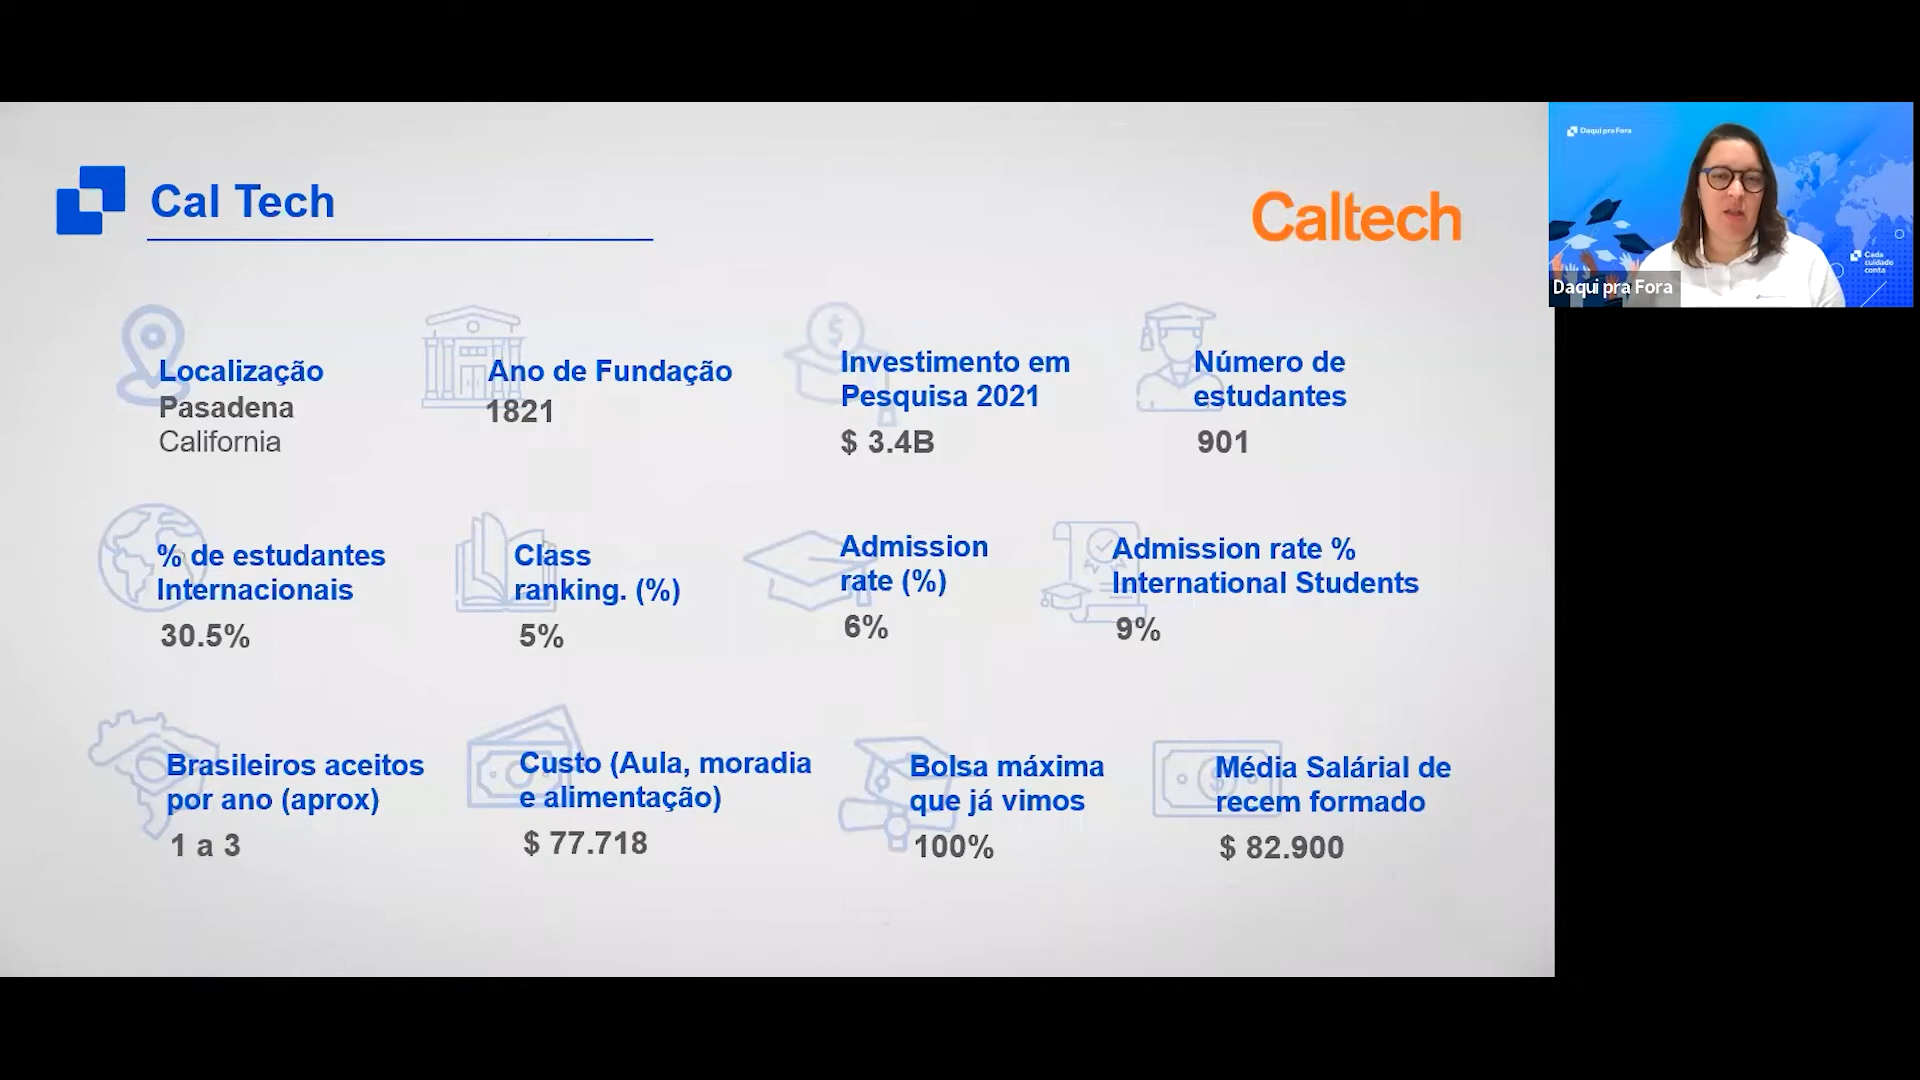 Cal Tech
Caltech
Localização
Pasadena
California
Ano de Fundação
1821
Investimento em
Pesquisa 2021
$ 3.4B
Número de
estudantes
901
% de estudantes
Internacionais
30.5%
Class
ranking. (%)
5%
Admission
rate (%)
6%
Admission rate %
International Students
9%
Brasileiros aceitos
por ano (aprox)
1 a 3
Custo (Aula, moradia
e alimentação)
$ 77.718
Bolsa máxima
que já vimos
100%
Média Salárial de
recem formado
$ 82.900
Daqui pra Fora
Cada
cuidado
conta
Daqui pra Fora